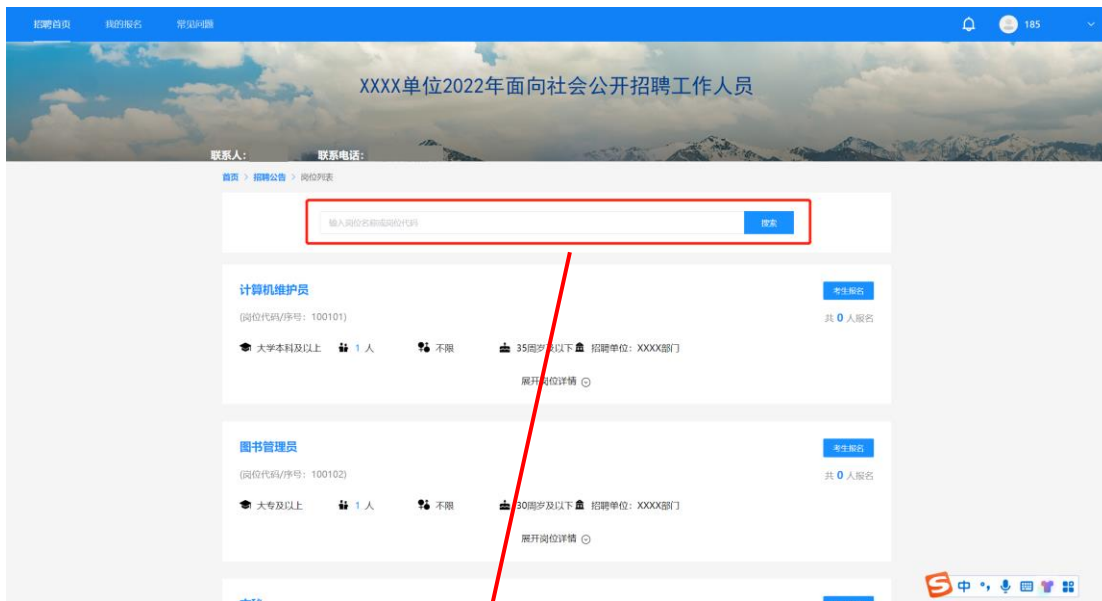 招聘首页 我的报名 常见问题 185
XXXX单位2022年面向社会公开招聘工作人员
联系人: 联系电话:
首页 > 招聘公告 > 岗位列表
输入岗位名称或岗位代码 搜索
计算机维护员 考生报名
(岗位代码/序号: 100101) 共 0 人报名
大学本科及以上 1 人 不限 35周岁及以下 招聘单位: XXXX部门
展开岗位详情
图书管理员 考生报名
(岗位代码/序号: 100102) 共 0 人报名
大专及以上 1 人 不限 30周岁及以下 招聘单位: XXXX部门
展开岗位详情
S 中